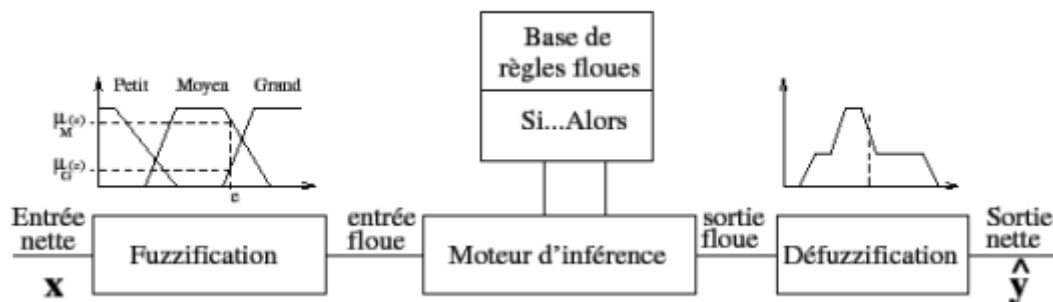 Base de
règles floues
Si...Alors
Petit Moyen Grand
μM(e)
μG(e)
e
Entrée
nette
x
Fuzzification
entrée
floue
Moteur d'inférence
sortie
floue
Défuzzification
Sortie
nette
ŷ